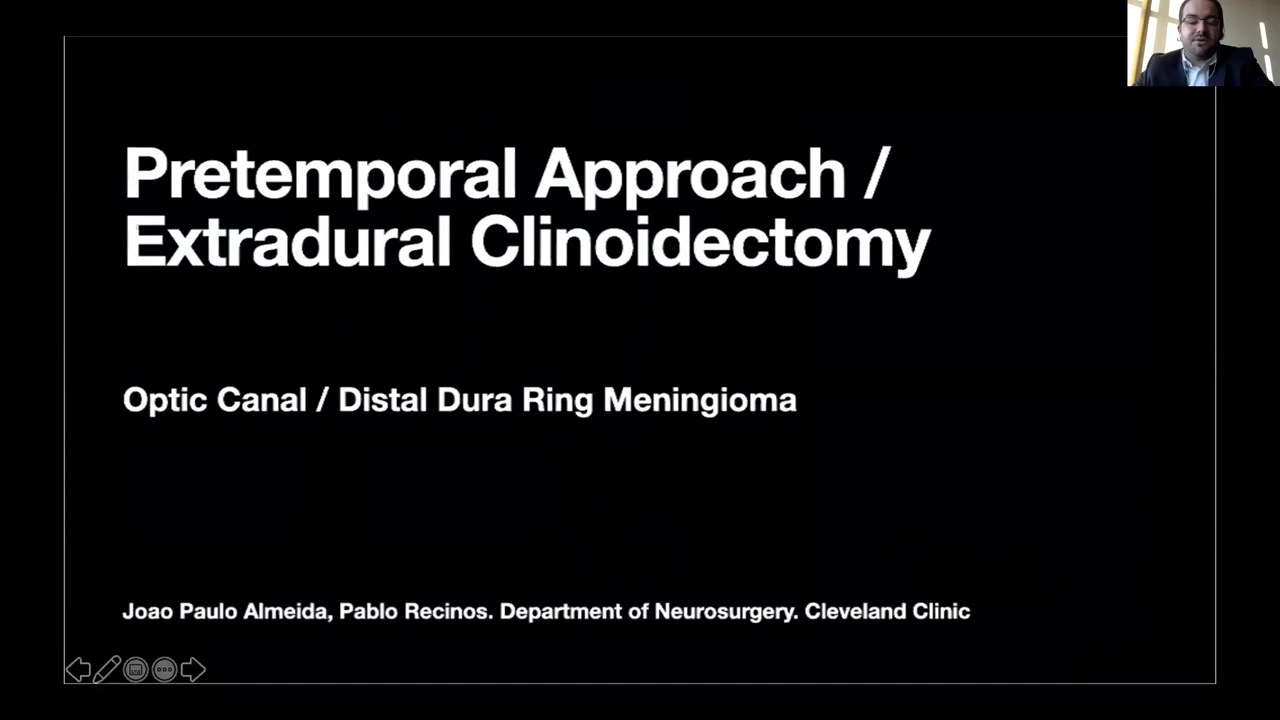 Pretemporal Approach /
Extradural Clinoidectomy
Optic Canal / Distal Dura Ring Meningioma
Joao Paulo Almeida, Pablo Recinos. Department of Neurosurgery. Cleveland Clinic